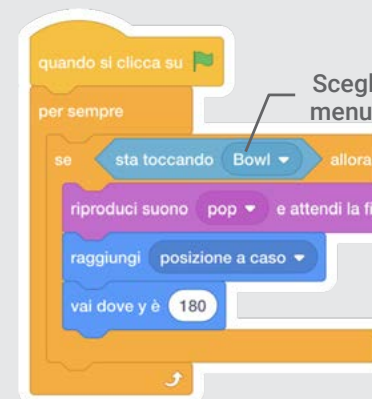 quando si clicca su
per sempre
Scegl
menu
se sta toccando Bowl allora
riproduci suono pop e attendi la fi
raggiungi posizione a caso
vai dove y è 180